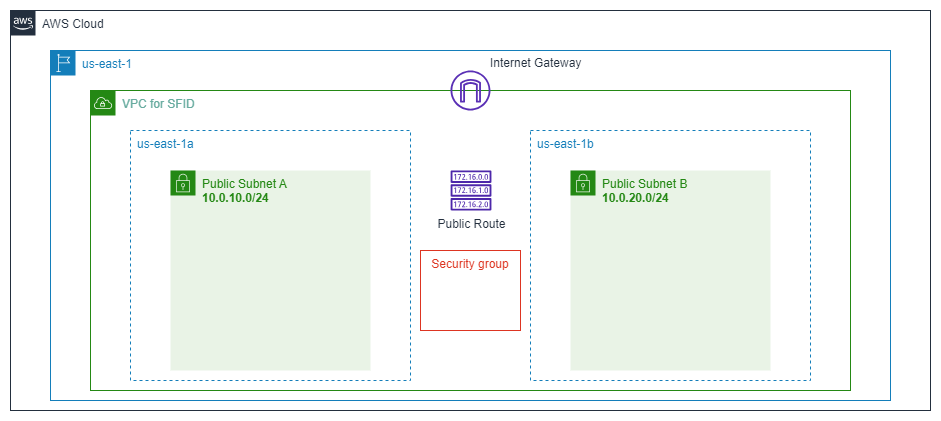 aws
AWS Cloud
us-east-1
Internet Gateway
VPC for SFID
us-east-1a
us-east-1b
Public Subnet A
10.0.10.0/24
172.16.0.0
172.16.1.0
172.16.2.0
Public Route
Public Subnet B
10.0.20.0/24
Security group